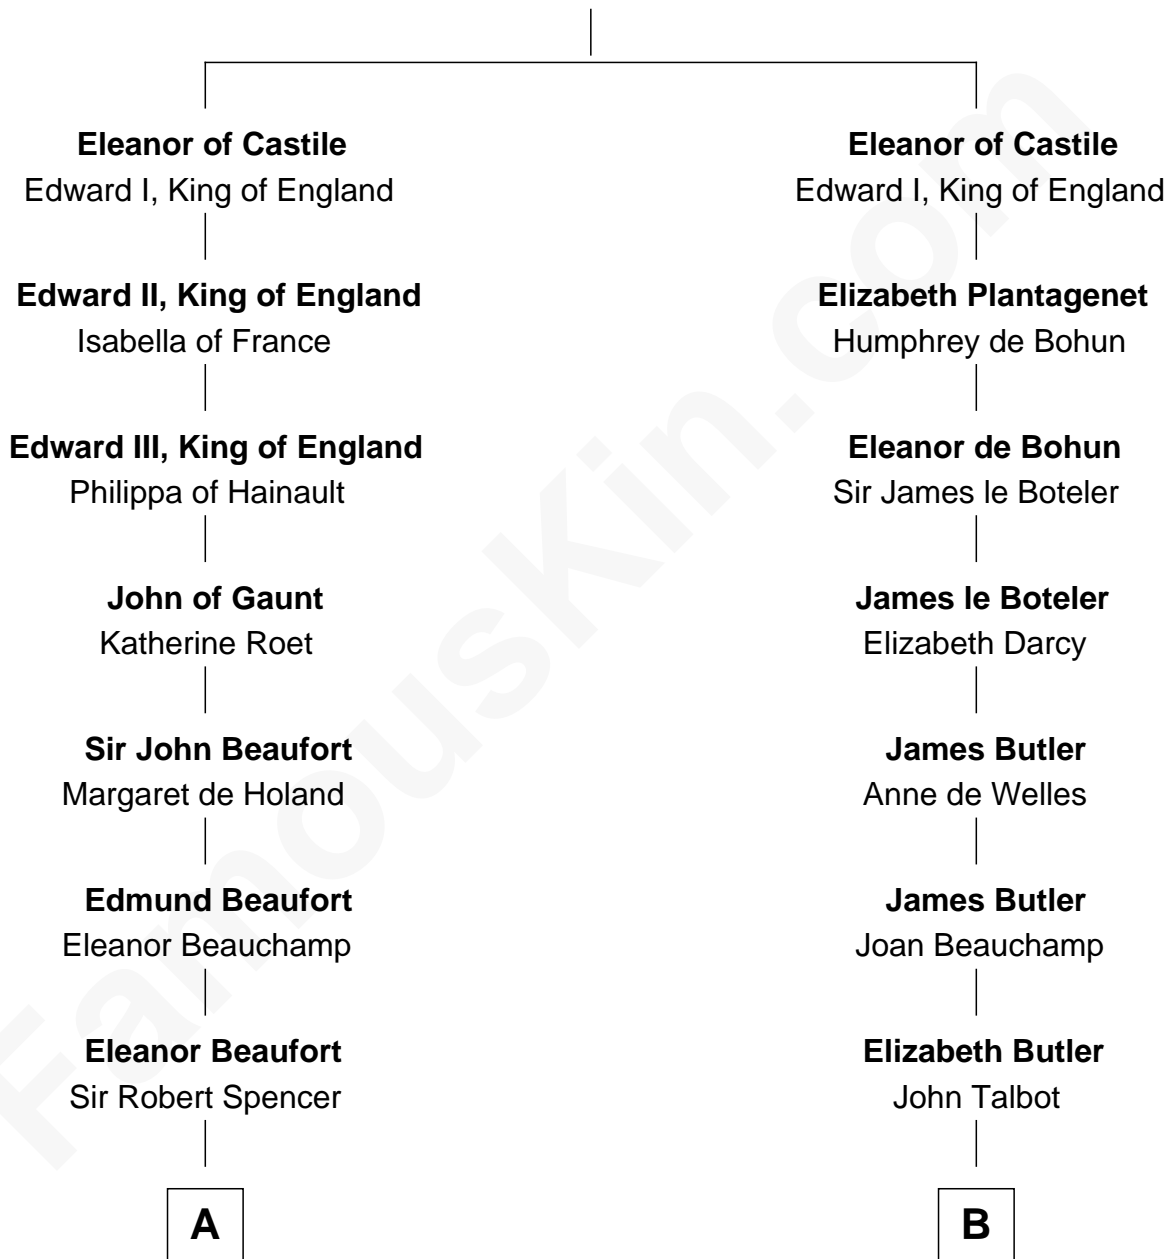 Eleanor of Castile
Edward I, King of England
Edward II, King of England
Isabella of France
Edward III, King of England
Philippa of Hainault
John of Gaunt
Katherine Roet
Sir John Beaufort
Margaret de Holand
Edmund Beaufort
Eleanor Beauchamp
Eleanor Beaufort
Sir Robert Spencer
A
Eleanor of Castile
Edward I, King of England
Elizabeth Plantagenet
Humphrey de Bohun
Eleanor de Bohun
Sir James le Boteler
James le Boteler
Elizabeth Darcy
James Butler
Anne de Welles
James Butler
Joan Beauchamp
Elizabeth Butler
John Talbot
B
FamousKin.com